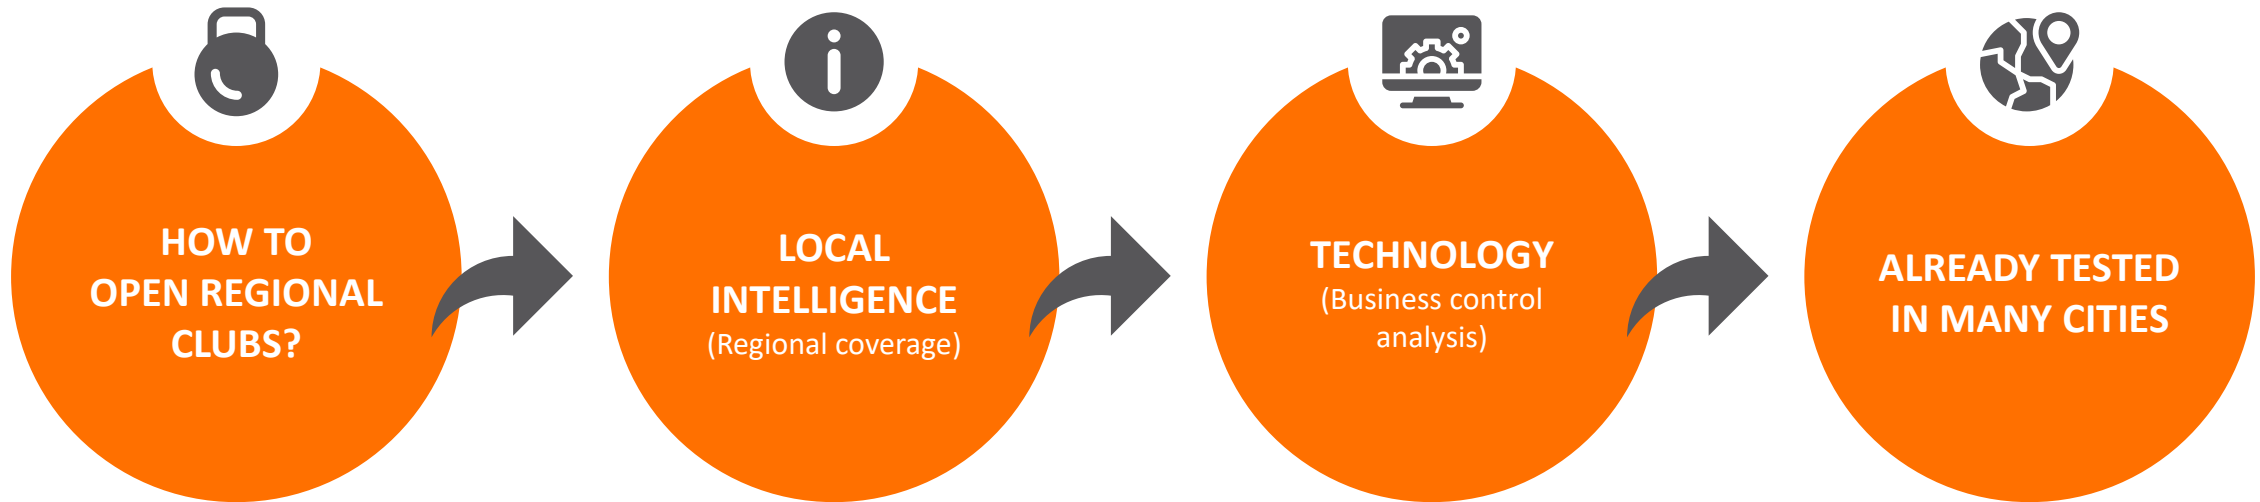 HOW TO
OPEN REGIONAL
CLUBS?
LOCAL
INTELLIGENCE
(Regional coverage)
TECHNOLOGY
(Business control
analysis)
ALREADY TESTED
IN MANY CITIES